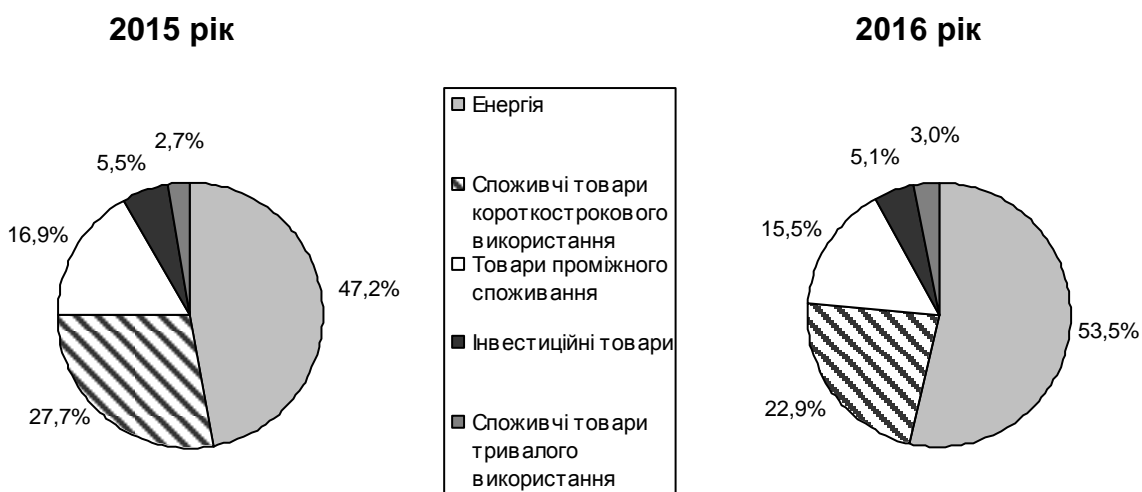 2015 рік
2016 рік
2,7%
5,5%
16,9%
47,2%
27,7%
Енергія
Споживчі товари
короткострокового
використання
Товари проміжного
споживання
Інвестиційні товари
Споживчі товари
тривалого
використання
3,0%
5,1%
15,5%
53,5%
22,9%